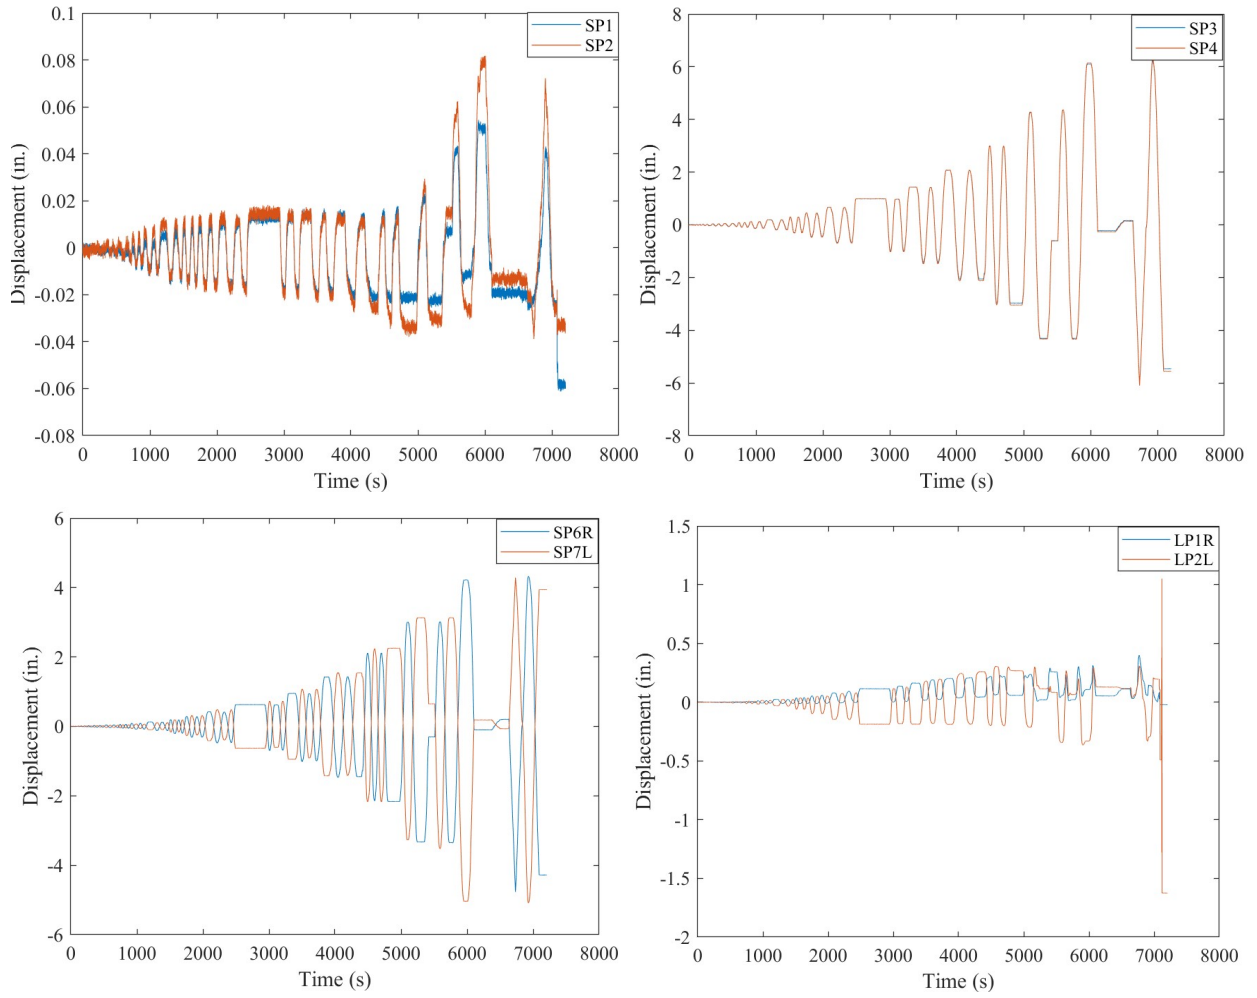 0.1
0.08
0.06
0.04
0.02
0
-0.02
-0.04
-0.06
-0.08
Displacement (in.)
0 1000 2000 3000 4000 5000 6000 7000 8000
Time (s)
SP1
SP2
8
6
4
2
0
-2
-4
-6
-8
Displacement (in.)
0 1000 2000 3000 4000 5000 6000 7000 8000
Time (s)
SP3
SP4
6
4
2
0
-2
-4
-6
Displacement (in.)
0 1000 2000 3000 4000 5000 6000 7000 8000
Time (s)
SP6R
SP7L
1.5
1
0.5
0
-0.5
-1
-1.5
-2
Displacement (in.)
0 1000 2000 3000 4000 5000 6000 7000 8000
Time (s)
LP1R
LP2L